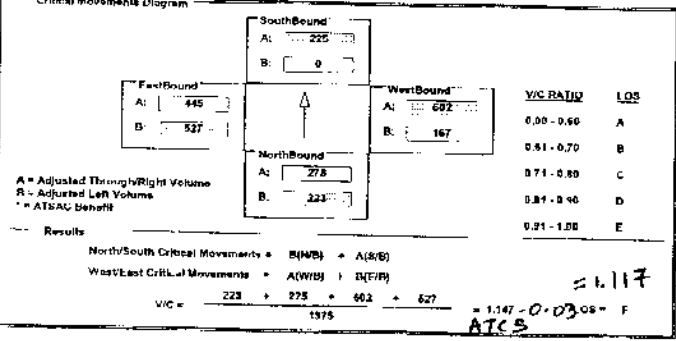 Critical Movements Diagram
SouthBound
A: 225
B: 0
EastBound
A: 445
B: 527
WestBound
A: 602
B: 167
NorthBound
A: 278
B: 223
V/C RATIO LOS
0.00 - 0.60 A
0.61 - 0.70 B
0.71 - 0.80 C
0.81 - 0.90 D
0.91 - 1.00 E
A = Adjusted Through/Right Volume
B = Adjusted Left Volume
* = ATSAC Benefit
Results
North/South Critical Movements = B(N/B) + A(S/B)
West/East Critical Movements = A(W/B) + B(E/B)
= 1.117
V/C = 223 + 225 + 602 + 527
1375
= 1.147 - 0.03 = F
ATCS